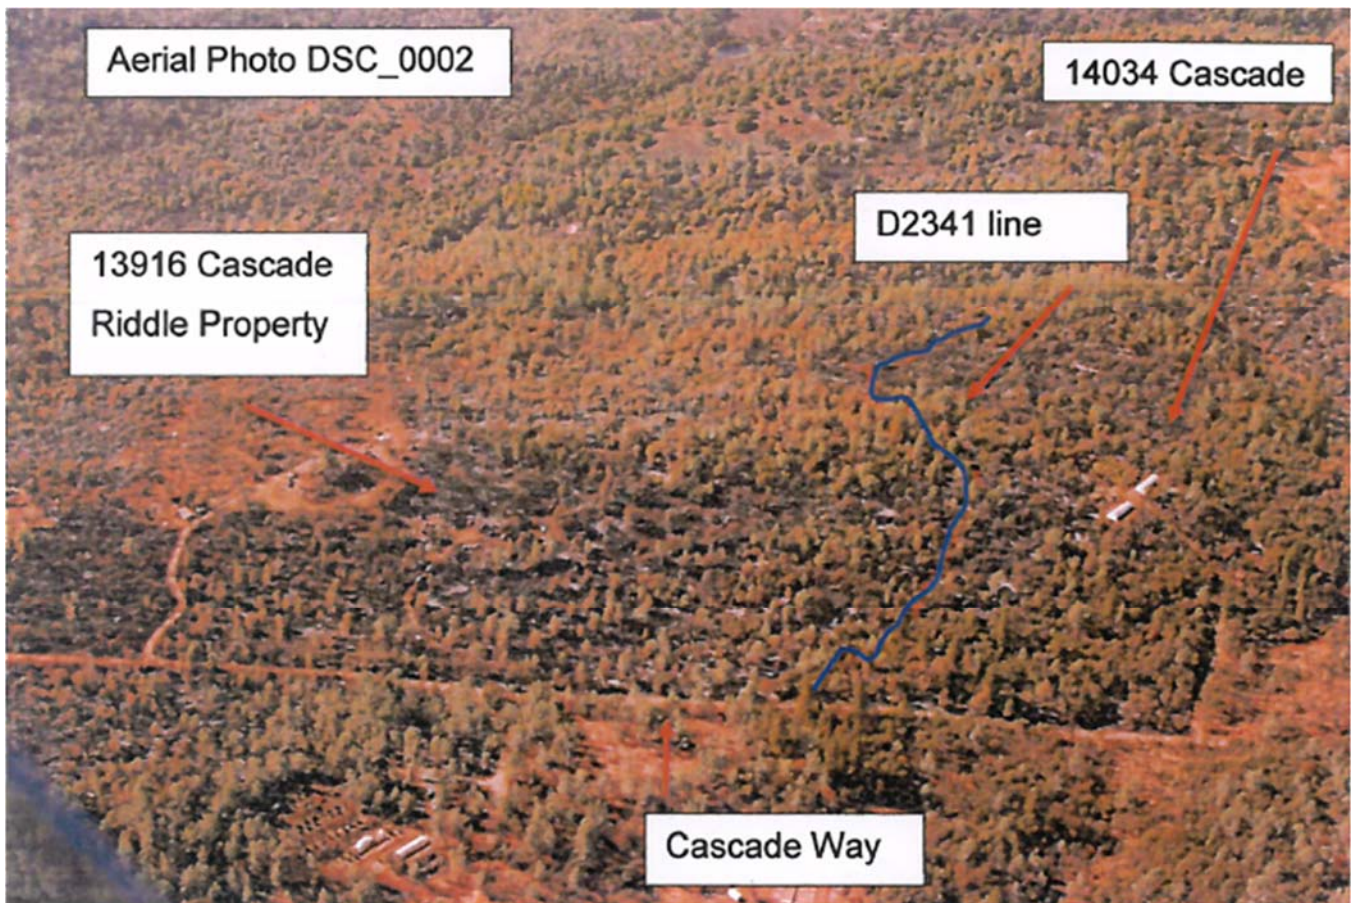 Aerial Photo DSC_0002
14034 Cascade
D2341 line
13916 Cascade
Riddle Property
Cascade Way